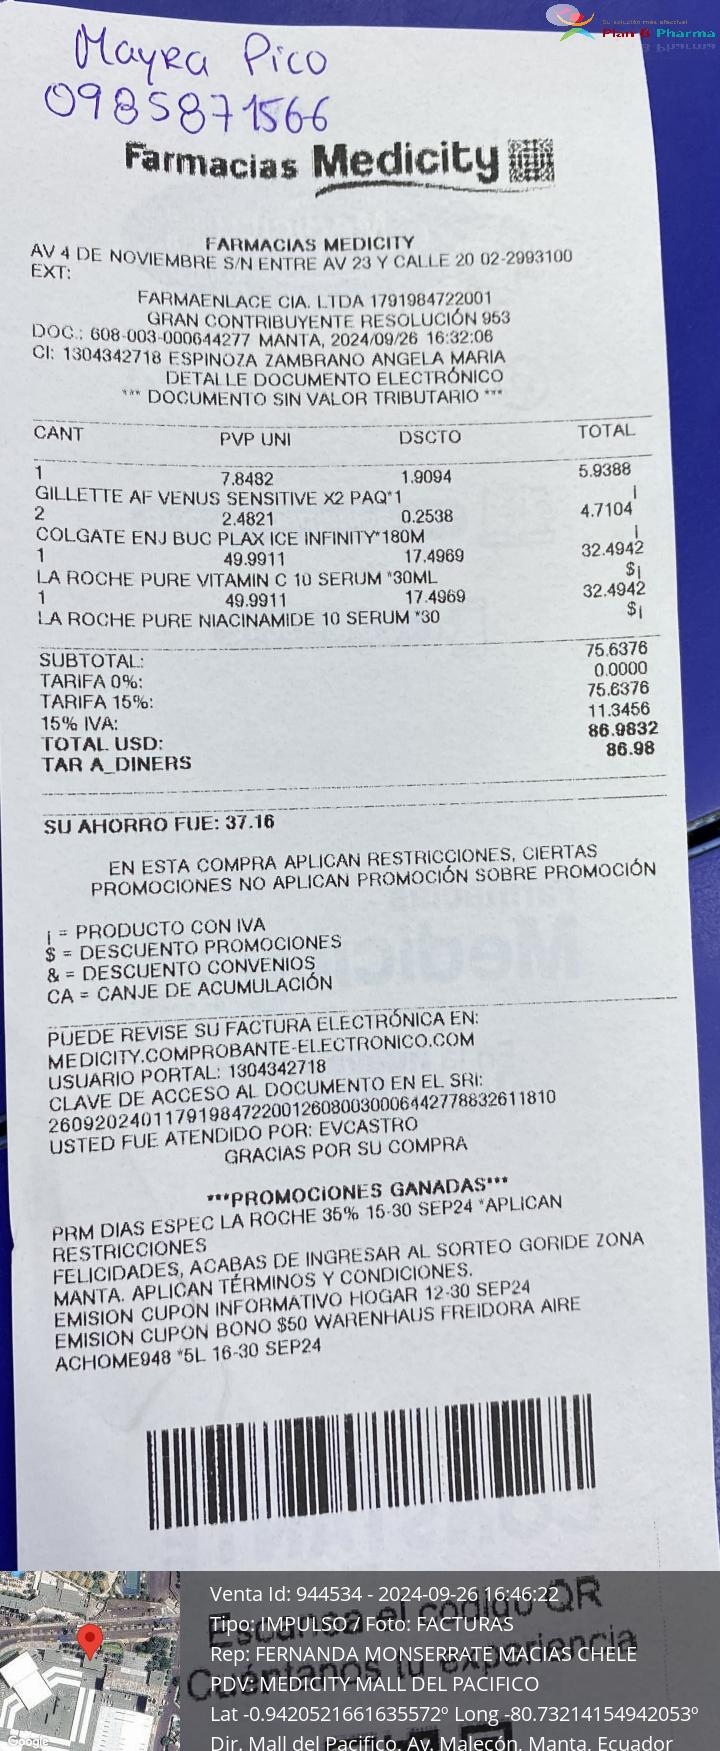 Su solución más efectiva!
Plan & Pharma
Mayra Pico
0985871566
Farmacias Medicity
FARMACIAS MEDICITY
AV 4 DE NOVIEMBRE S/N ENTRE AV 23 Y CALLE 20 02-2993100
EXT:
FARMAENLACE CIA. LTDA 1791984722001
GRAN CONTRIBUYENTE RESOLUCIÓN 953
DOC.: 608-003-000644277 MANTA, 2024/09/26 16:32:06
CI: 1304342718 ESPINOZA ZAMBRANO ANGELA MARIA
DETALLE DOCUMENTO ELECTRÓNICO
*** DOCUMENTO SIN VALOR TRIBUTARIO ***
CANT PVP UNI DSCTO TOTAL
1 7.8482 1.9094 5.9388
GILLETTE AF VENUS SENSITIVE X2 PAQ*1 ¡
2 2.4821 0.2538 4.7104
COLGATE ENJ BUC PLAX ICE INFINITY*180M ¡
1 49.9911 17.4969 32.4942
LA ROCHE PURE VITAMIN C 10 SERUM *30ML $¡
1 49.9911 17.4969 32.4942
LA ROCHE PURE NIACINAMIDE 10 SERUM *30 $¡
SUBTOTAL: 75.6376
TARIFA 0%: 0.0000
TARIFA 15%: 75.6376
15% IVA: 11.3456
TOTAL USD: 86.9832
TAR A_DINERS 86.98
SU AHORRO FUE: 37.16
EN ESTA COMPRA APLICAN RESTRICCIONES, CIERTAS
PROMOCIONES NO APLICAN PROMOCIÓN SOBRE PROMOCIÓN
¡ = PRODUCTO CON IVA
$ = DESCUENTO PROMOCIONES
& = DESCUENTO CONVENIOS
CA = CANJE DE ACUMULACIÓN
PUEDE REVISE SU FACTURA ELECTRÓNICA EN:
MEDICITY.COMPROBANTE-ELECTRONICO.COM
USUARIO PORTAL: 1304342718
CLAVE DE ACCESO AL DOCUMENTO EN EL SRI:
2609202401179198472200126080030006442778832611810
USTED FUE ATENDIDO POR: EVCASTRO
GRACIAS POR SU COMPRA
***PROMOCIONES GANADAS***
PRM DIAS ESPEC LA ROCHE 35% 15-30 SEP24 *APLICAN
RESTRICCIONES
FELICIDADES, ACABAS DE INGRESAR AL SORTEO GORIDE ZONA
MANTA. APLICAN TÉRMINOS Y CONDICIONES.
EMISION CUPON INFORMATIVO HOGAR 12-30 SEP24
EMISION CUPON BONO $50 WARENHAUS FREIDORA AIRE
ACHOME948 *5L 16-30 SEP24
Escanea el código QR
Cuéntanos tu experiencia
Venta Id: 944534 - 2024-09-26 16:46:22
Tipo: IMPULSO / Foto: FACTURAS
Rep: FERNANDA MONSERRATE MACIAS CHELE
PDV: MEDICITY MALL DEL PACIFICO
Lat -0.9420521661635572º Long -80.73214154942053º
Dir. Mall del Pacifico, Av. Malecón, Manta, Ecuador
Google